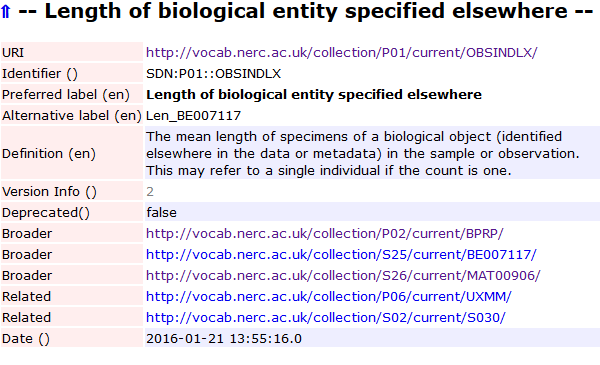 ⇑ -- Length of biological entity specified elsewhere --
URI http://vocab.nerc.ac.uk/collection/P01/current/OBSINDLX/
Identifier () SDN:P01::OBSINDLX
Preferred label (en) Length of biological entity specified elsewhere
Alternative label (en) Len_BE007117
Definition (en) The mean length of specimens of a biological object (identified
elsewhere in the data or metadata) in the sample or observation.
This may refer to a single individual if the count is one.
Version Info () 2
Deprecated() false
Broader http://vocab.nerc.ac.uk/collection/P02/current/BPRP/
Broader http://vocab.nerc.ac.uk/collection/S25/current/BE007117/
Broader http://vocab.nerc.ac.uk/collection/S26/current/MAT00906/
Related http://vocab.nerc.ac.uk/collection/P06/current/UXMM/
Related http://vocab.nerc.ac.uk/collection/S02/current/S030/
Date () 2016-01-21 13:55:16.0